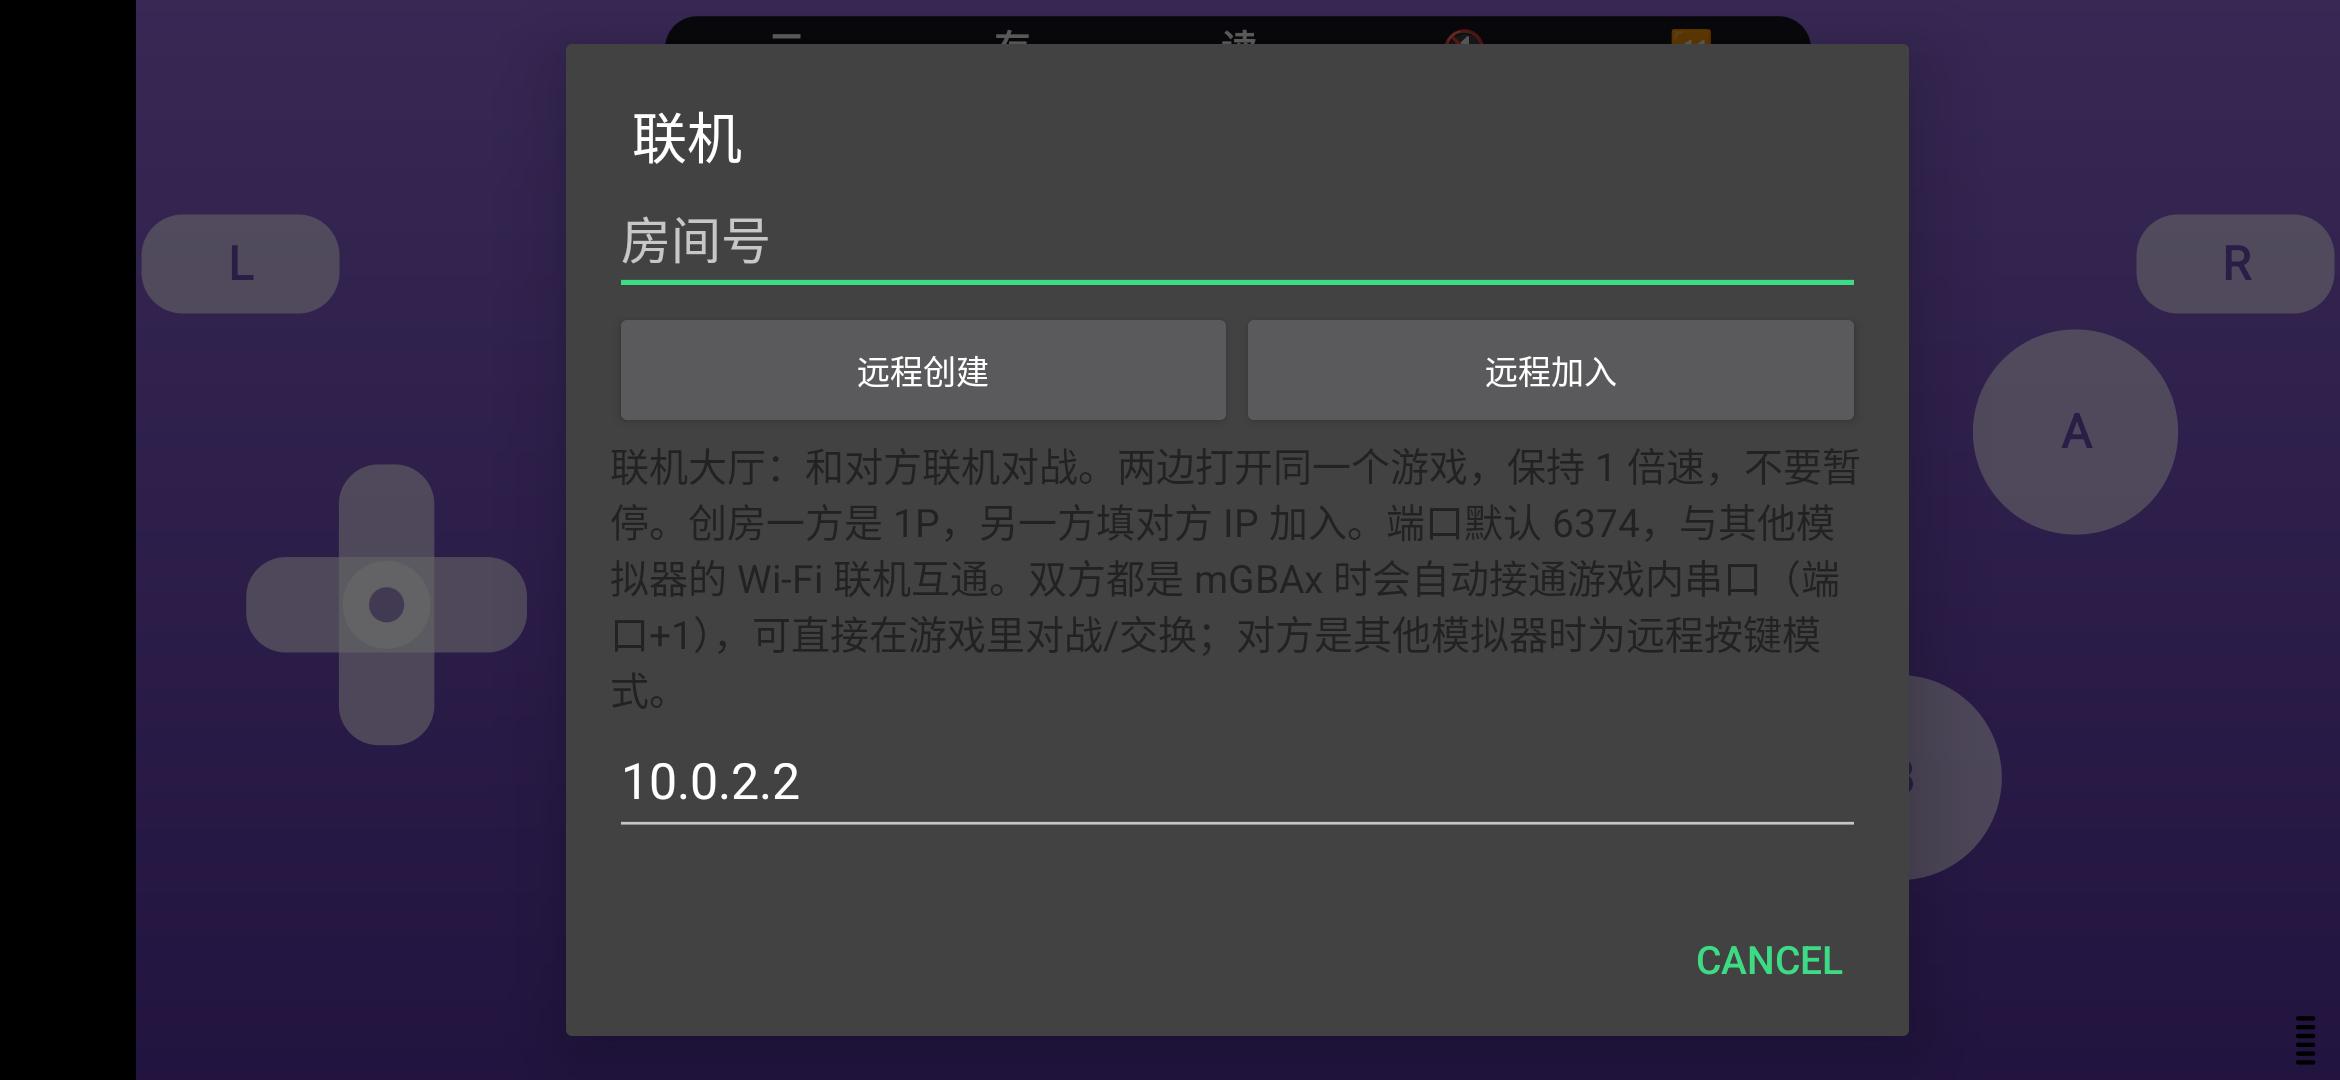 联机
房间号
L
R
远程创建
远程加入
A
联机大厅：和对方联机对战。两边打开同一个游戏，保持 1 倍速，不要暂
停。创房一方是 1P，另一方填对方 IP 加入。端口默认 6374，与其他模
拟器的 Wi-Fi 联机互通。双方都是 mGBAx 时会自动接通游戏内串口（端
口+1），可直接在游戏里对战/交换；对方是其他模拟器时为远程按键模
式。
10.0.2.2
CANCEL